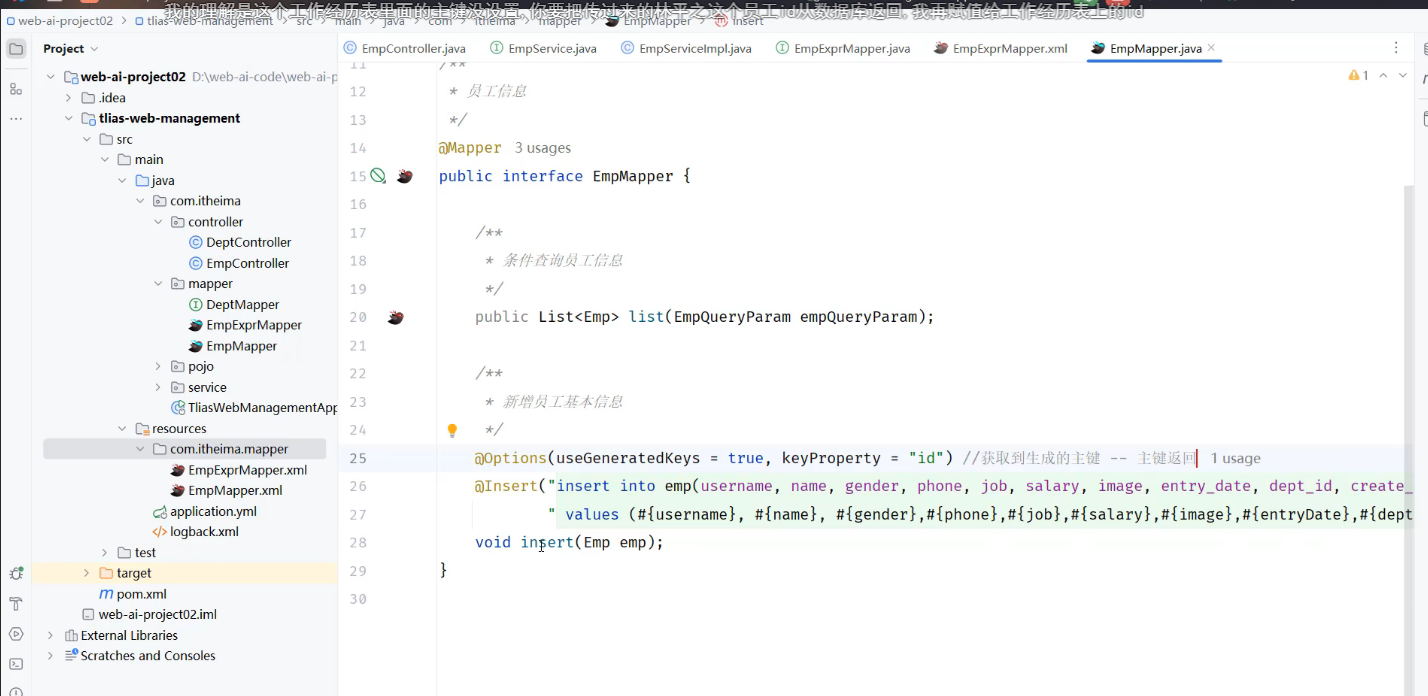 我的理解是这个工作经历表里面的主键没设置,你要把传过来的林平之这个员工id从数据库返回,我再赋值给工作经历表上的id
web-ai-project02 > tlias-web-management > src > main > java > com > itheima > mapper > EmpMapper > insert
Project
EmpController.java
EmpService.java
EmpServiceImpl.java
EmpExprMapper.java
EmpExprMapper.xml
EmpMapper.java
web-ai-project02 D:\web-ai-code\web-ai-p
.idea
tlias-web-management
src
main
java
com.itheima
controller
DeptController
EmpController
mapper
DeptMapper
EmpExprMapper
EmpMapper
pojo
service
TliasWebManagementApp
resources
com.itheima.mapper
EmpExprMapper.xml
EmpMapper.xml
application.yml
logback.xml
test
target
pom.xml
web-ai-project02.iml
External Libraries
Scratches and Consoles
1
11 /**
12 * 员工信息
13 */
14 @Mapper 3 usages
15 public interface EmpMapper {
16
17 /**
18 * 条件查询员工信息
19 */
20 public List<Emp> list(EmpQueryParam empQueryParam);
21
22 /**
23 * 新增员工基本信息
24 */
25 @Options(useGeneratedKeys = true, keyProperty = "id") //获取到生成的主键 -- 主键返回 1 usage
26 @Insert("insert into emp(username, name, gender, phone, job, salary, image, entry_date, dept_id, create_
27 " values (#{username}, #{name}, #{gender},#{phone},#{job},#{salary},#{image},#{entryDate},#{dept
28 void insert(Emp emp);
29 }
30